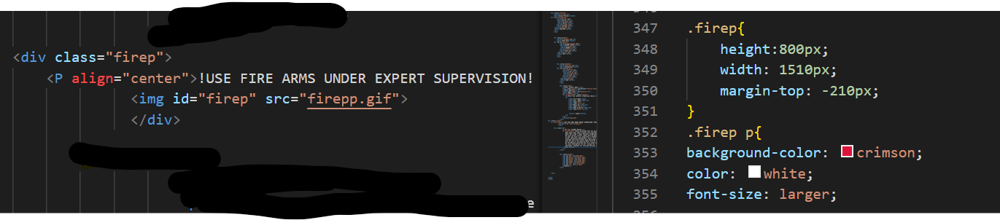 <div class="firep">
<P align="center">!USE FIRE ARMS UNDER EXPERT SUPERVISION!
<img id="firep" src="firepp.gif">
</div>
e
347 .firep{
348 height:800px;
349 width: 1510px;
350 margin-top: -210px;
351 }
352 .firep p{
353 background-color: crimson;
354 color: white;
355 font-size: larger;